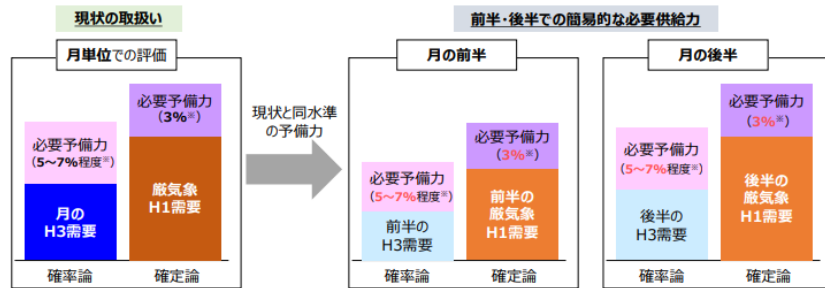 現状の取扱い
月単位での評価
必要予備力
(5～7%程度※)
月の
H3需要
確率論
必要予備力
(3%※)
厳気象
H1需要
確定論
現状と同水準
の予備力
前半・後半での簡易的な必要供給力
月の前半
必要予備力
(5～7%程度※)
前半の
H3需要
確率論
必要予備力
(3%※)
前半の
厳気象
H1需要
確定論
月の後半
必要予備力
(5～7%程度※)
後半の
H3需要
確率論
必要予備力
(3%※)
後半の
厳気象
H1需要
確定論